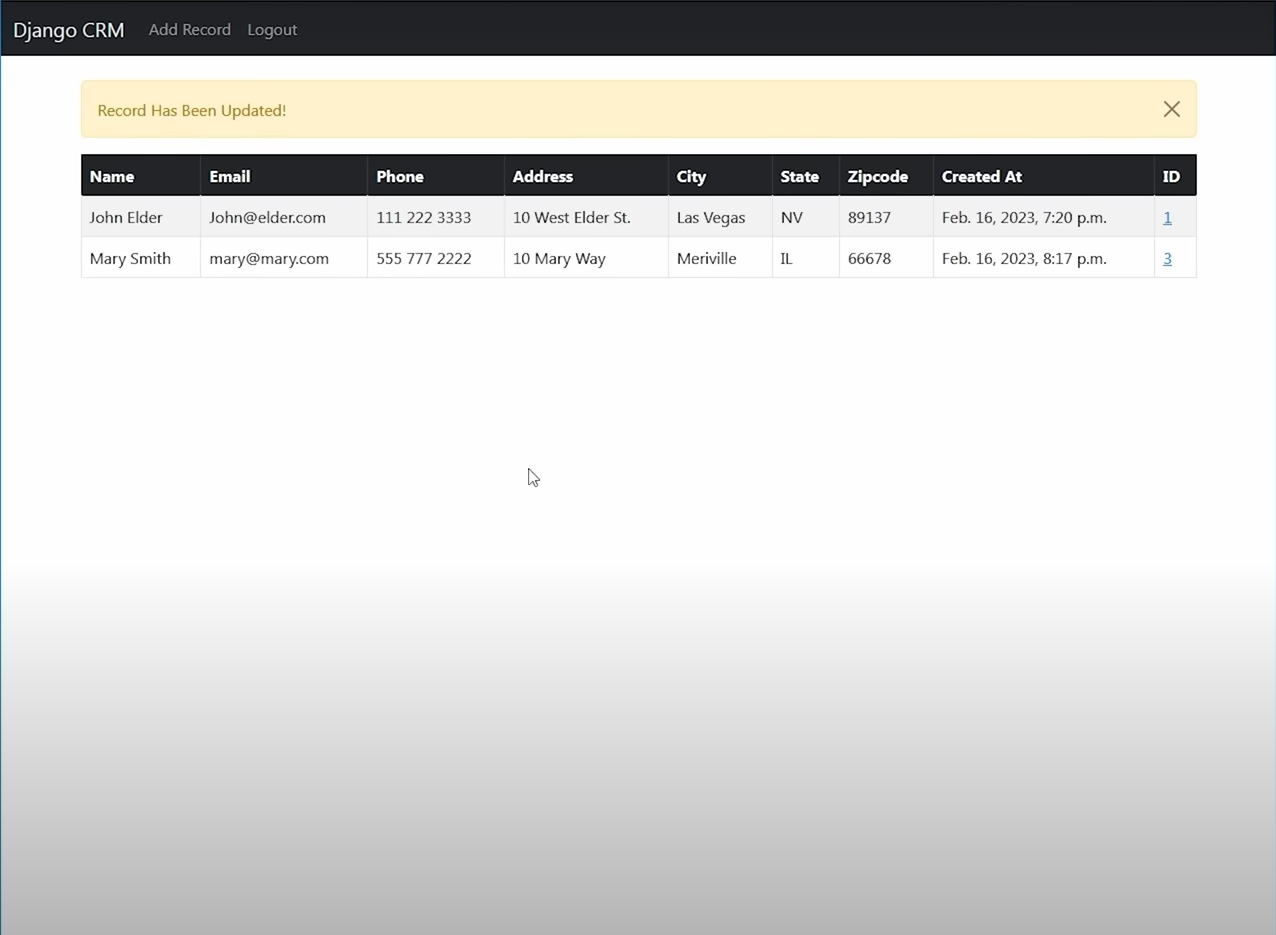 Django CRM Add Record Logout
Record Has Been Updated!
Name Email Phone Address City State Zipcode Created At ID
John Elder John@elder.com 111 222 3333 10 West Elder St. Las Vegas NV 89137 Feb. 16, 2023, 7:20 p.m. 1
Mary Smith mary@mary.com 555 777 2222 10 Mary Way Meriville IL 66678 Feb. 16, 2023, 8:17 p.m. 3